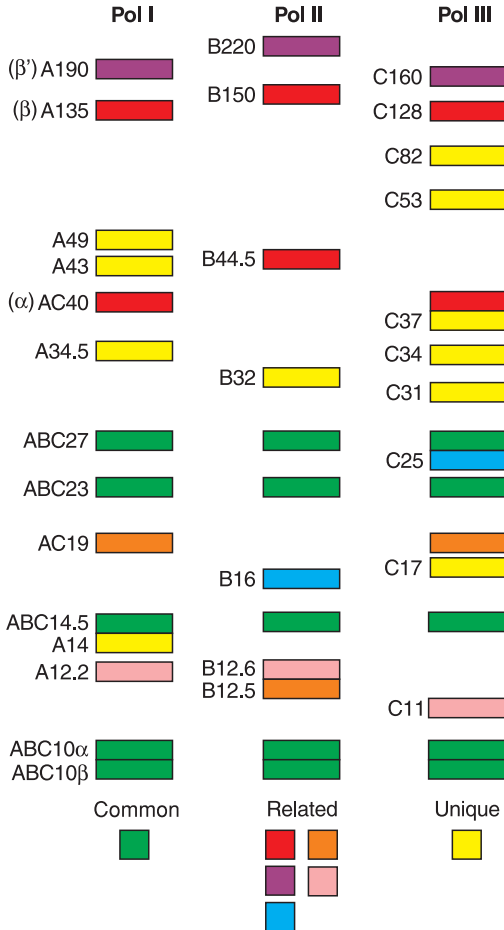 Pol I Pol II Pol III
B220
(β′) A190
C160
B150
(β) A135
C128
C82
C53
A49
B44.5
A43
(α) AC40
C37
A34.5
C34
B32
C31
ABC27
C25
ABC23
AC19
C17
B16
ABC14.5
A14
A12.2
B12.6
B12.5
C11
ABC10α
ABC10β
Common Related Unique